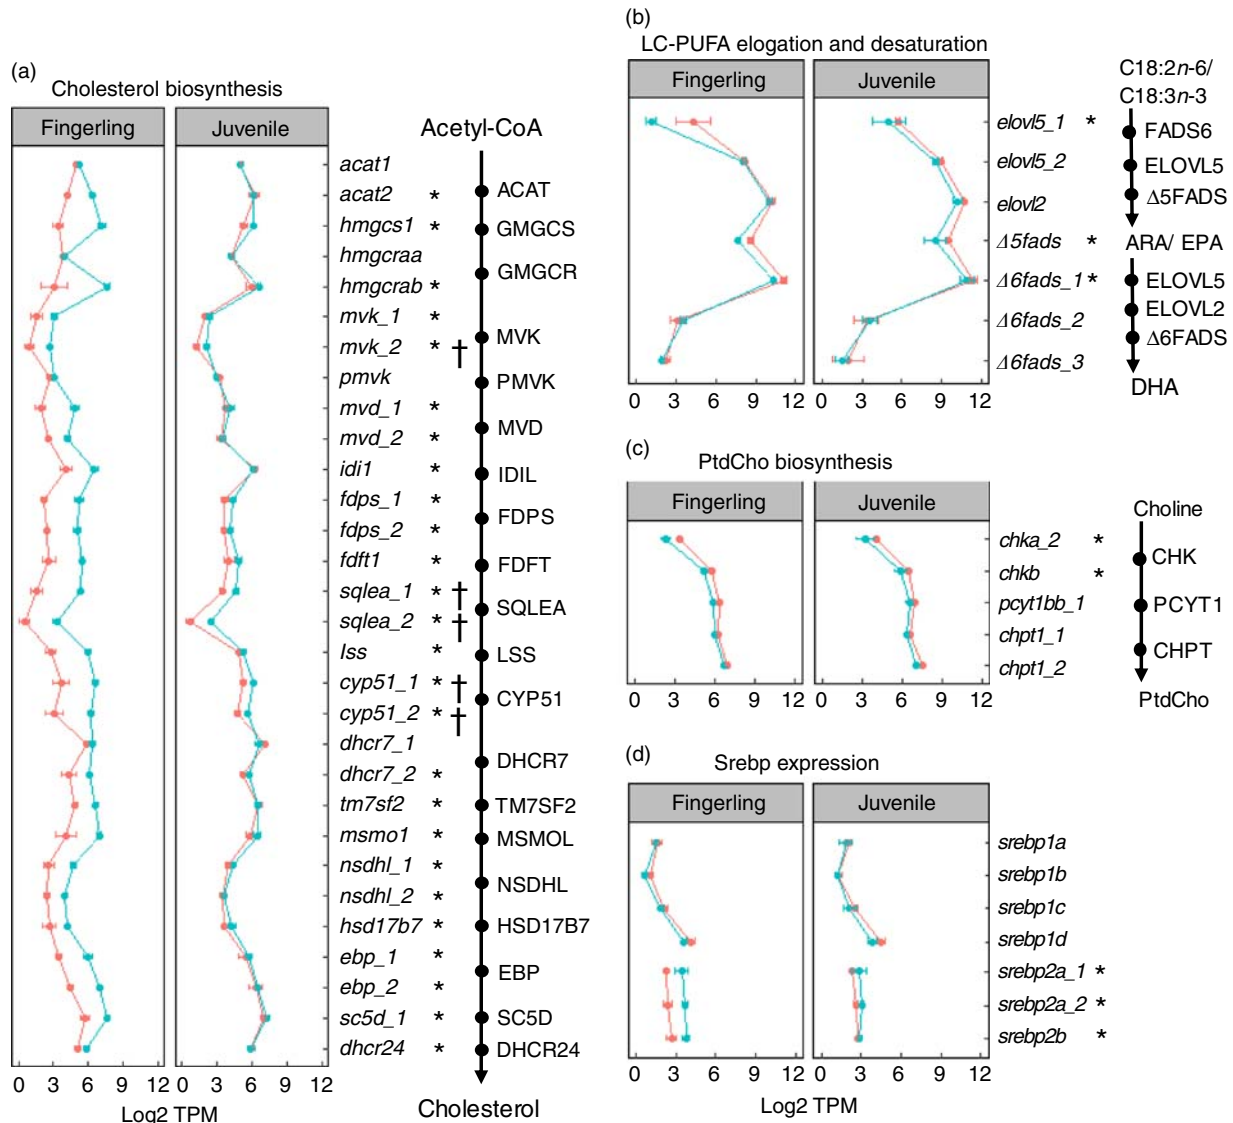 (a)
Cholesterol biosynthesis
Fingerling
Juvenile
Acetyl-CoA
acat1
acat2 *
hmgcs1 *
hmgcraa
hmgcrab *
mvk_1 *
mvk_2 * †
pmvk
mvd_1 *
mvd_2 *
idi1 *
fdps_1 *
fdps_2 *
fdft1 *
sqlea_1 * †
sqlea_2 * †
lss *
cyp51_1 * †
cyp51_2 * †
dhcr7_1
dhcr7_2 *
tm7sf2 *
msmo1 *
nsdhl_1 *
nsdhl_2 *
hsd17b7 *
ebp_1 *
ebp_2 *
sc5d_1 *
dhcr24 *
ACAT
GMGCS
GMGCR
MVK
PMVK
MVD
IDIL
FDPS
FDFT
SQLEA
LSS
CYP51
DHCR7
TM7SF2
MSMOL
NSDHL
HSD17B7
EBP
SC5D
DHCR24
Cholesterol
0 3 6 9 12 0 3 6 9 12
Log2 TPM
(b)
LC-PUFA elogation and desaturation
Fingerling
Juvenile
elovl5_1 *
elovl5_2
elovl2
Δ5fads *
Δ6fads_1 *
Δ6fads_2
Δ6fads_3
0 3 6 9 12 0 3 6 9 12
C18:2n-6/
C18:3n-3
FADS6
ELOVL5
Δ5FADS
ARA/ EPA
ELOVL5
ELOVL2
Δ6FADS
DHA
(c)
PtdCho biosynthesis
Fingerling
Juvenile
chka_2 *
chkb *
pcyt1bb_1
chpt1_1
chpt1_2
0 3 6 9 12 0 3 6 9 12
Choline
CHK
PCYT1
CHPT
PtdCho
(d)
Srebp expression
Fingerling
Juvenile
srebp1a
srebp1b
srebp1c
srebp1d
srebp2a_1 *
srebp2a_2 *
srebp2b *
0 3 6 9 12 0 3 6 9 12
Log2 TPM